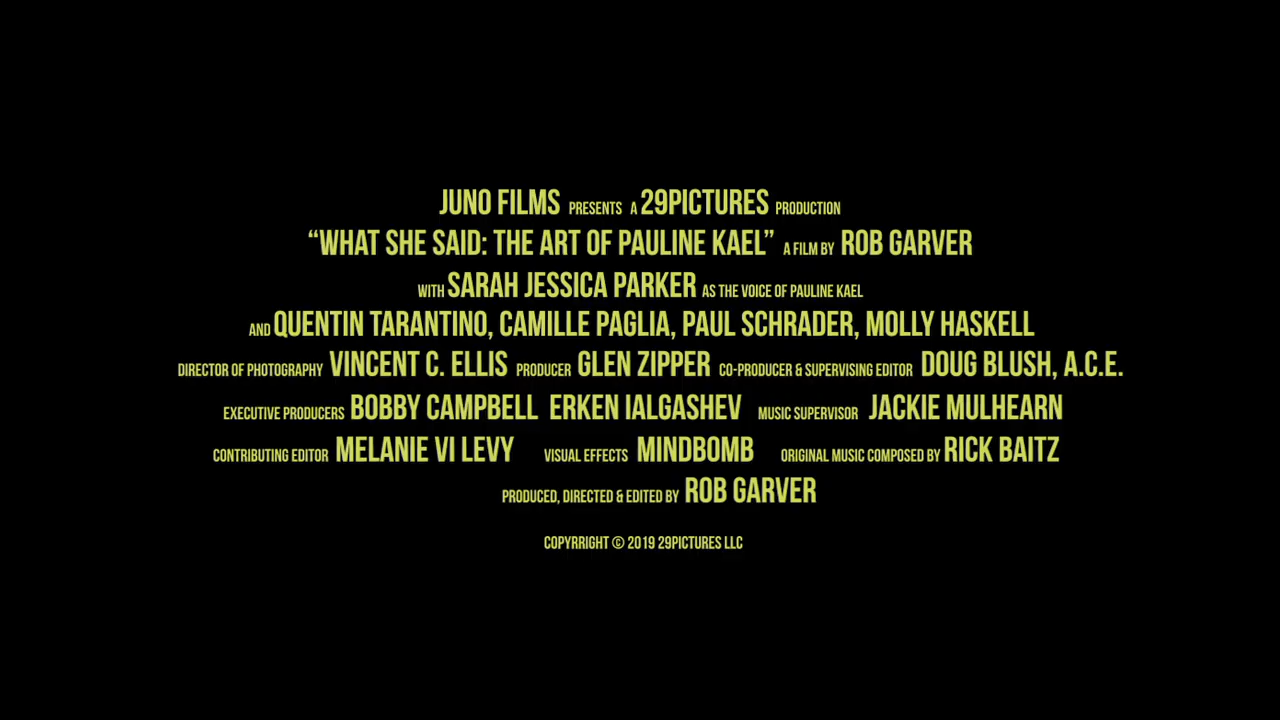 JUNO FILMS PRESENTS A 29PICTURES PRODUCTION
“WHAT SHE SAID: THE ART OF PAULINE KAEL” A FILM BY ROB GARVER
WITH SARAH JESSICA PARKER AS THE VOICE OF PAULINE KAEL
AND QUENTIN TARANTINO, CAMILLE PAGLIA, PAUL SCHRADER, MOLLY HASKELL
DIRECTOR OF PHOTOGRAPHY VINCENT C. ELLIS PRODUCER GLEN ZIPPER CO-PRODUCER & SUPERVISING EDITOR DOUG BLUSH, A.C.E.
EXECUTIVE PRODUCERS BOBBY CAMPBELL ERKEN IALGASHEV MUSIC SUPERVISOR JACKIE MULHEARN
CONTRIBUTING EDITOR MELANIE VI LEVY VISUAL EFFECTS MINDBOMB ORIGINAL MUSIC COMPOSED BY RICK BAITZ
PRODUCED, DIRECTED & EDITED BY ROB GARVER
COPYRRIGHT © 2019 29PICTURES LLC